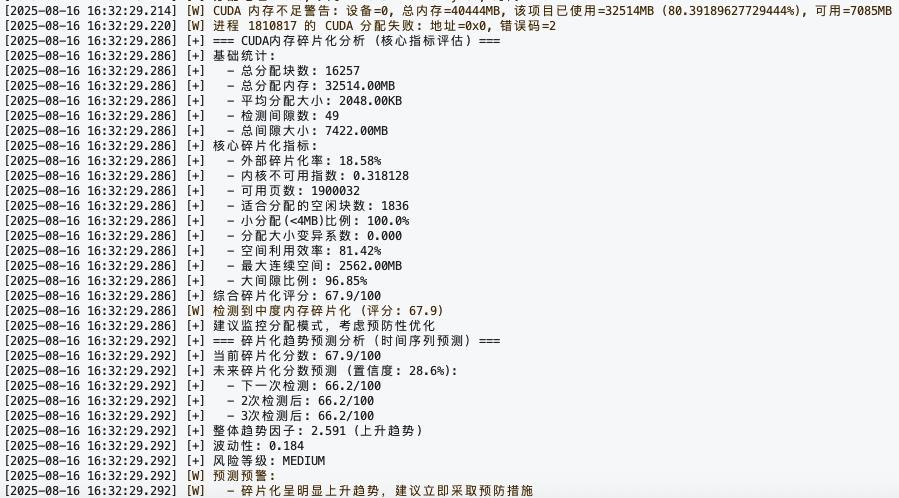 [2025-08-16 16:32:29.214] [W] CUDA 内存不足警告: 设备=0, 总内存=40444MB, 该项目已使用=32514MB (80.39189627729444%), 可用=7085MB
[2025-08-16 16:32:29.220] [W] 进程 1810817 的 CUDA 分配失败: 地址=0x0, 错误码=2
[2025-08-16 16:32:29.286] [+] === CUDA内存碎片化分析 (核心指标评估) ===
[2025-08-16 16:32:29.286] [+] 基础统计:
[2025-08-16 16:32:29.286] [+]   - 总分配块数: 16257
[2025-08-16 16:32:29.286] [+]   - 总分配内存: 32514.00MB
[2025-08-16 16:32:29.286] [+]   - 平均分配大小: 2048.00KB
[2025-08-16 16:32:29.286] [+]   - 检测间隙数: 49
[2025-08-16 16:32:29.286] [+]   - 总间隙大小: 7422.00MB
[2025-08-16 16:32:29.286] [+] 核心碎片化指标:
[2025-08-16 16:32:29.286] [+]   - 外部碎片化率: 18.58%
[2025-08-16 16:32:29.286] [+]   - 内核不可用指数: 0.318128
[2025-08-16 16:32:29.286] [+]   - 可用页数: 1900032
[2025-08-16 16:32:29.286] [+]   - 适合分配的空闲块数: 1836
[2025-08-16 16:32:29.286] [+]   - 小分配(<4MB)比例: 100.0%
[2025-08-16 16:32:29.286] [+]   - 分配大小变异系数: 0.000
[2025-08-16 16:32:29.286] [+]   - 空间利用效率: 81.42%
[2025-08-16 16:32:29.286] [+]   - 最大连续空间: 2562.00MB
[2025-08-16 16:32:29.286] [+]   - 大间隙比例: 96.85%
[2025-08-16 16:32:29.286] [+] 综合碎片化评分: 67.9/100
[2025-08-16 16:32:29.286] [W] 检测到中度内存碎片化 (评分: 67.9)
[2025-08-16 16:32:29.286] [+] 建议监控分配模式, 考虑预防性优化
[2025-08-16 16:32:29.292] [+] === 碎片化趋势预测分析 (时间序列预测) ===
[2025-08-16 16:32:29.292] [+] 当前碎片化分数: 67.9/100
[2025-08-16 16:32:29.292] [+] 未来碎片化分数预测 (置信度: 28.6%):
[2025-08-16 16:32:29.292] [+]   - 下一次检测: 66.2/100
[2025-08-16 16:32:29.292] [+]   - 2次检测后: 66.2/100
[2025-08-16 16:32:29.292] [+]   - 3次检测后: 66.2/100
[2025-08-16 16:32:29.292] [+] 整体趋势因子: 2.591 (上升趋势)
[2025-08-16 16:32:29.292] [+] 波动性: 0.184
[2025-08-16 16:32:29.292] [+] 风险等级: MEDIUM
[2025-08-16 16:32:29.292] [W] 预测预警:
[2025-08-16 16:32:29.292] [W]   - 碎片化呈明显上升趋势, 建议立即采取预防措施